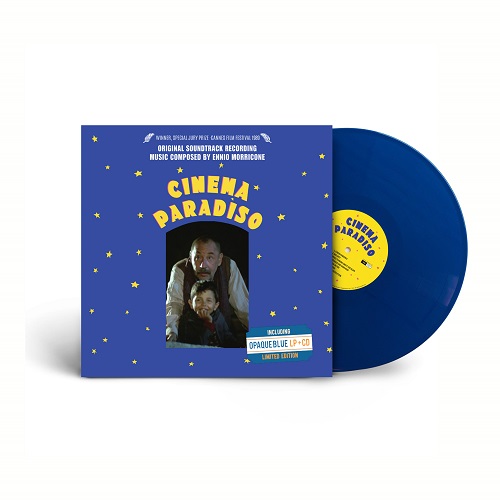 WINNER, SPECIAL JURY PRIZE CANNES FILM FESTIVAL 1989
ORIGINAL SOUNDTRACK RECORDING
MUSIC COMPOSED BY ENNIO MORRICONE
CINEMA
PARADISO
INCLUDING
OPAQUE BLUE LP + CD
LIMITED EDITION
CINEMA
PARADISO